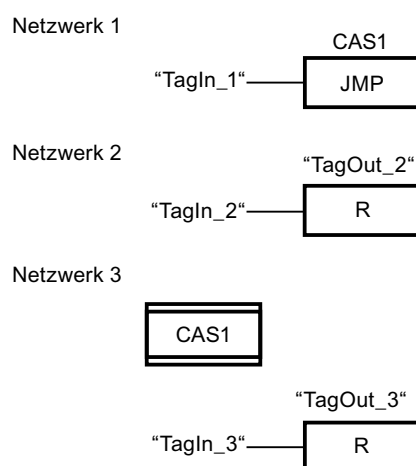 Netzwerk 1
CAS1
“TagIn_1“
JMP
Netzwerk 2
“TagOut_2“
“TagIn_2“
R
Netzwerk 3
CAS1
“TagOut_3“
“TagIn_3“
R